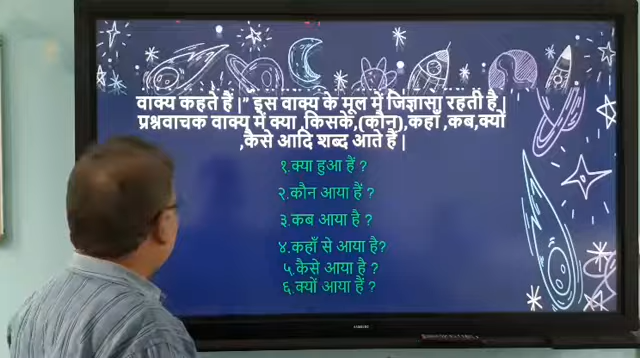 वाक्य कहते हैं |" इस वाक्य के मूल में जिज्ञासा रहती है |
प्रश्नवाचक वाक्य में क्या ,किसके,(कौन),कहाँ ,कब,क्यों
,कैसे आदि शब्द आते हैं |
१.क्या हुआ हैं ?
२.कौन आया हैं ?
३.कब आया है ?
४.कहाँ से आया है?
५.कैसे आया है ?
६.क्यों आया हैं ?
SAMSUNG